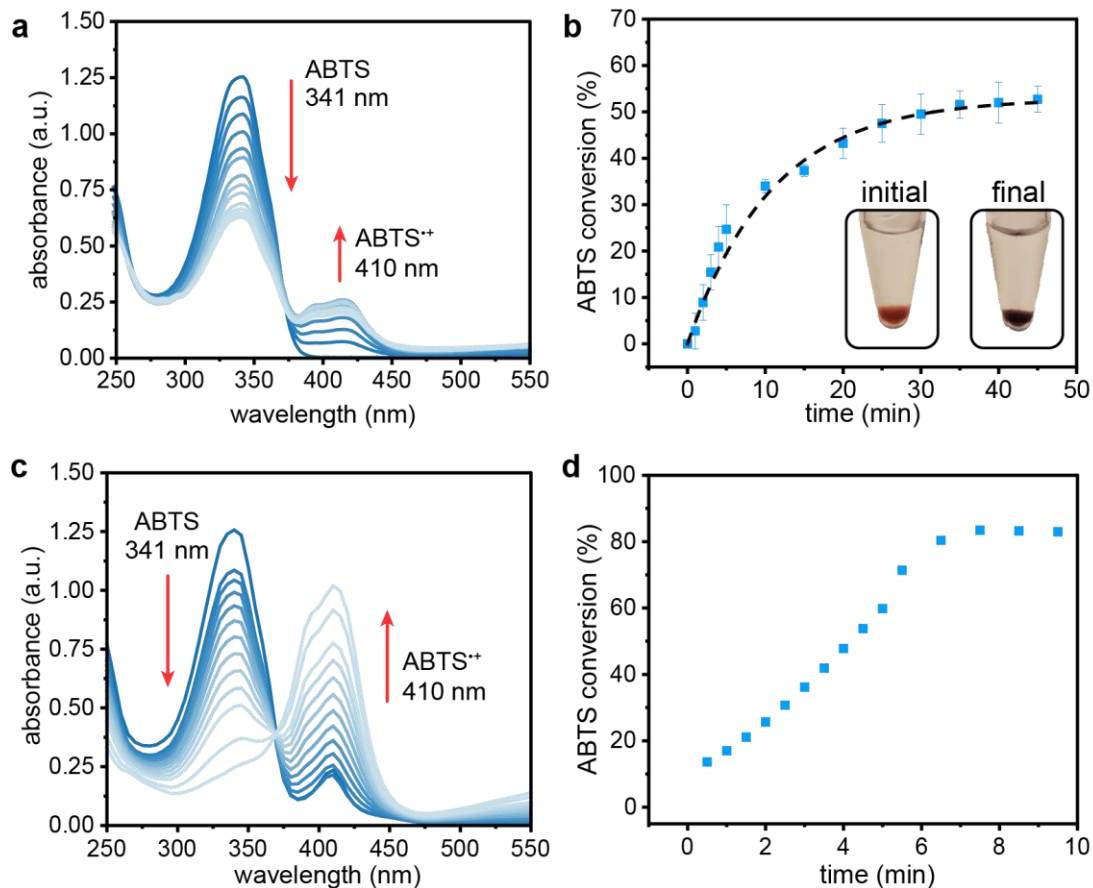 a
absorbance (a.u.)
1.50
1.25
1.00
0.75
0.50
0.25
0.00
ABTS
341 nm
ABTS•+
410 nm
250 300 350 400 450 500 550
wavelength (nm)
b
ABTS conversion (%)
70
60
50
40
30
20
10
0
initial final
0 10 20 30 40 50
time (min)
c
absorbance (a.u.)
1.50
1.25
1.00
0.75
0.50
0.25
0.00
ABTS
341 nm
ABTS•+
410 nm
250 300 350 400 450 500 550
wavelength (nm)
d
ABTS conversion (%)
100
80
60
40
20
0
0 2 4 6 8 10
time (min)